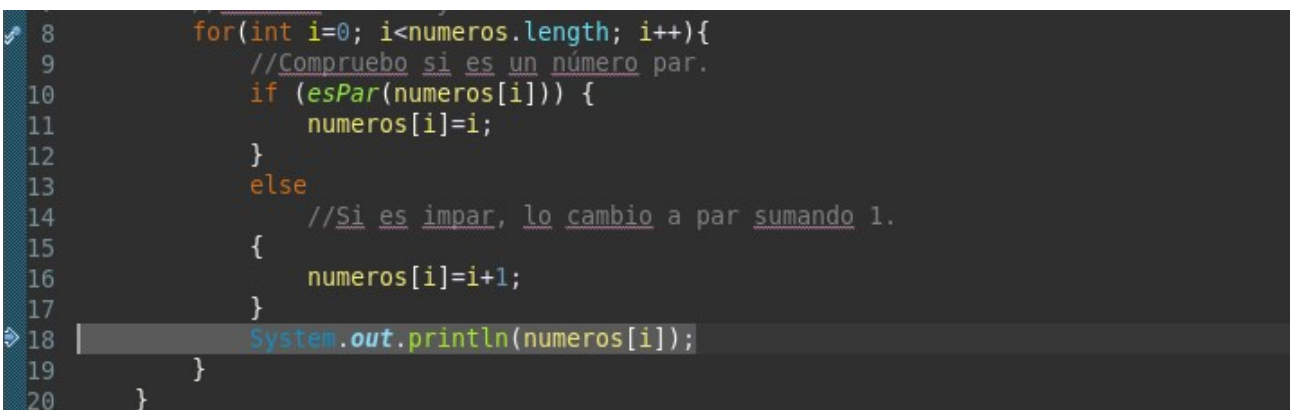 8 for(int i=0; i<numeros.length; i++){
9 //Compruebo si es un número par.
10 if (esPar(numeros[i])) {
11 numeros[i]=i;
12 }
13 else
14 //Si es impar, lo cambio a par sumando 1.
15 {
16 numeros[i]=i+1;
17 }
18 System.out.println(numeros[i]);
19 }
20 }